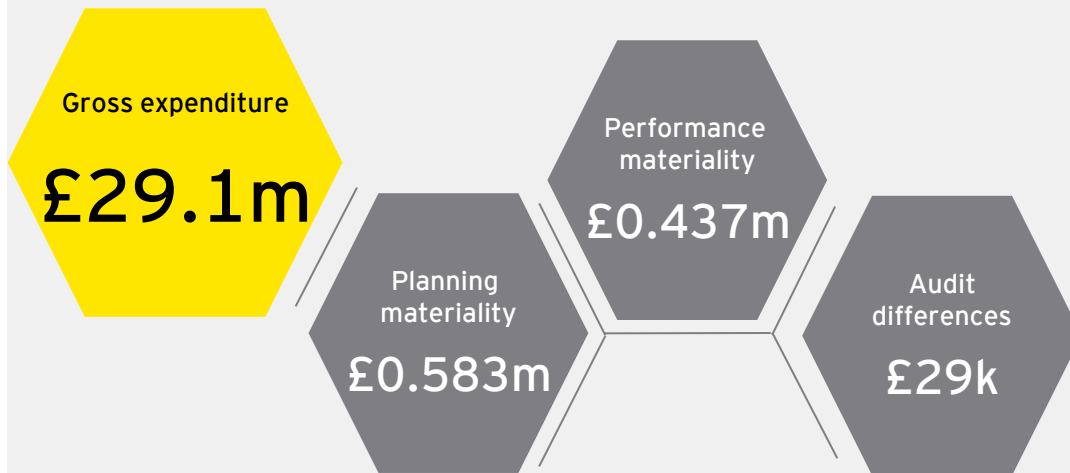 Gross expenditure
£29.1m
Planning
materiality
£0.583m
Performance
materiality
£0.437m
Audit
differences
£29k